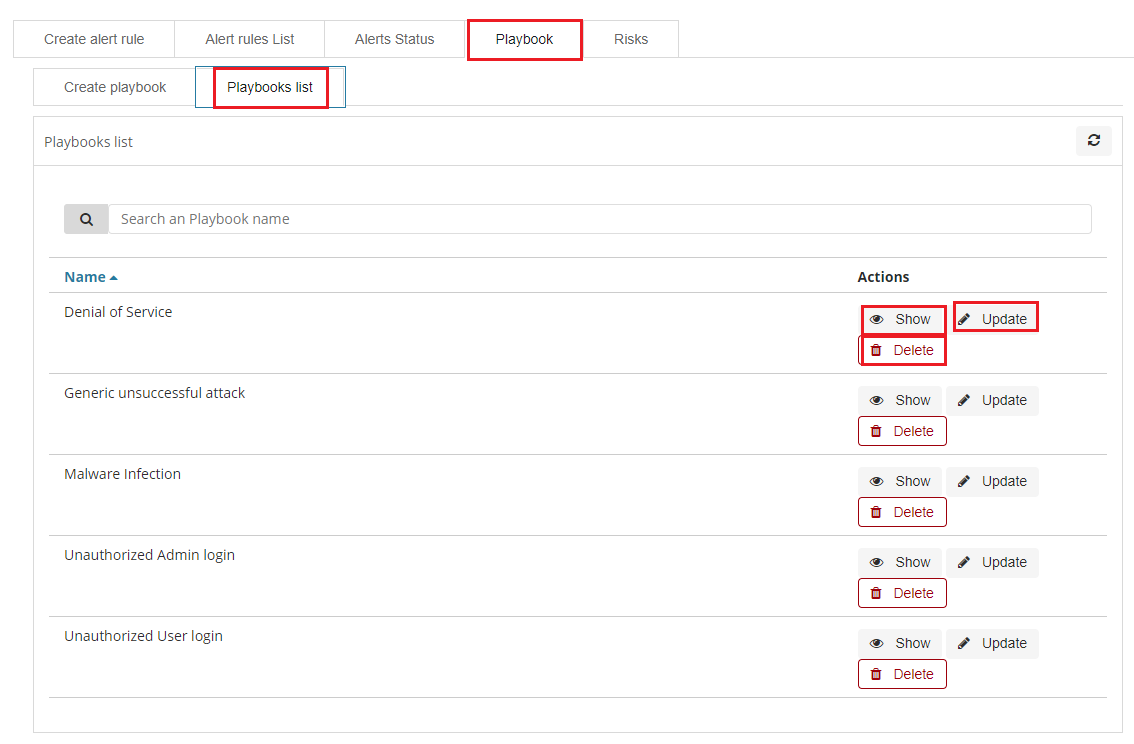 Create alert rule Alert rules List Alerts Status Playbook Risks
Create playbook Playbooks list
Playbooks list
Search an Playbook name
Name Actions
Denial of Service Show Update
Delete
Generic unsuccessful attack Show Update
Delete
Malware Infection Show Update
Delete
Unauthorized Admin login Show Update
Delete
Unauthorized User login Show Update
Delete